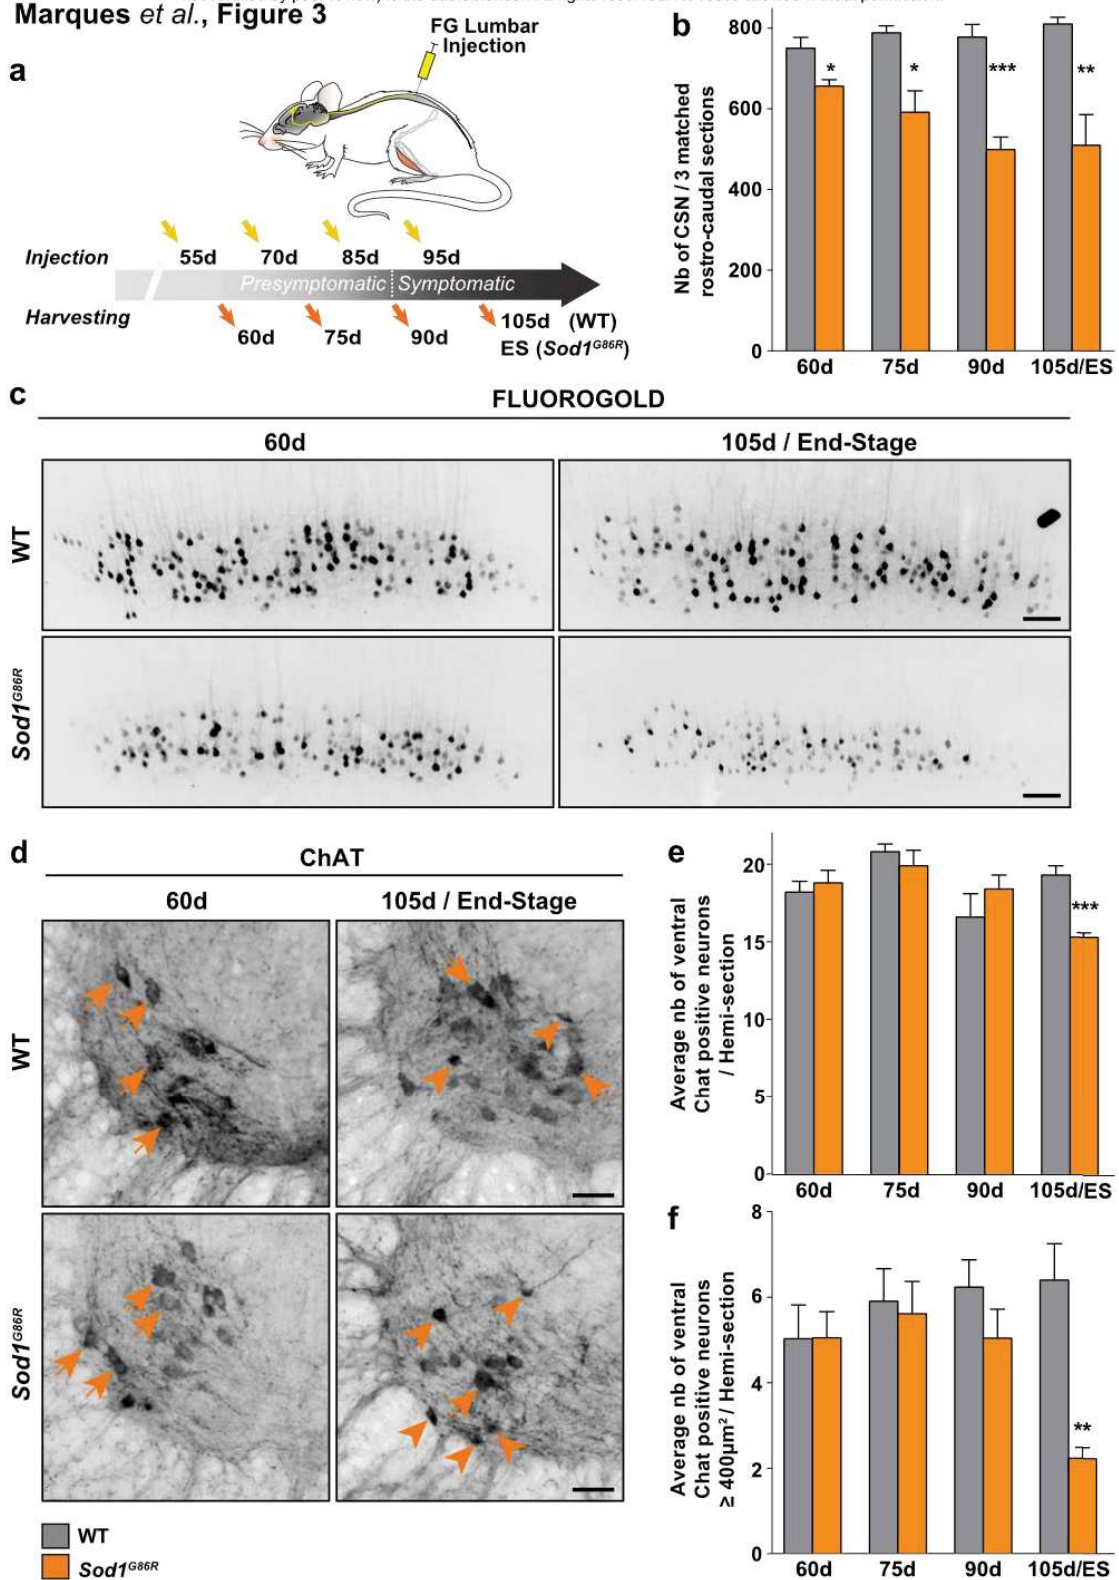 Marques et al., Figure 3
a
FG Lumbar
Injection
Injection
55d
70d
85d
95d
Presymptomatic
Symptomatic
Harvesting
60d
75d
90d
105d (WT)
ES (Sod1G86R)
b
Nb of CSN / 3 matched
rostro-caudal sections
800
600
400
200
0
*
*
***
**
60d
75d
90d
105d/ES
c
FLUOROGOLD
60d
105d / End-Stage
WT
Sod1G86R
d
ChAT
60d
105d / End-Stage
WT
Sod1G86R
WT
Sod1G86R
e
Average nb of ventral
Chat positive neurons
/ Hemi-section
20
15
10
5
0
***
60d
75d
90d
105d/ES
f
Average nb of ventral
Chat positive neurons
≥ 400µm² / Hemi-section
8
6
4
2
0
**
60d
75d
90d
105d/ES